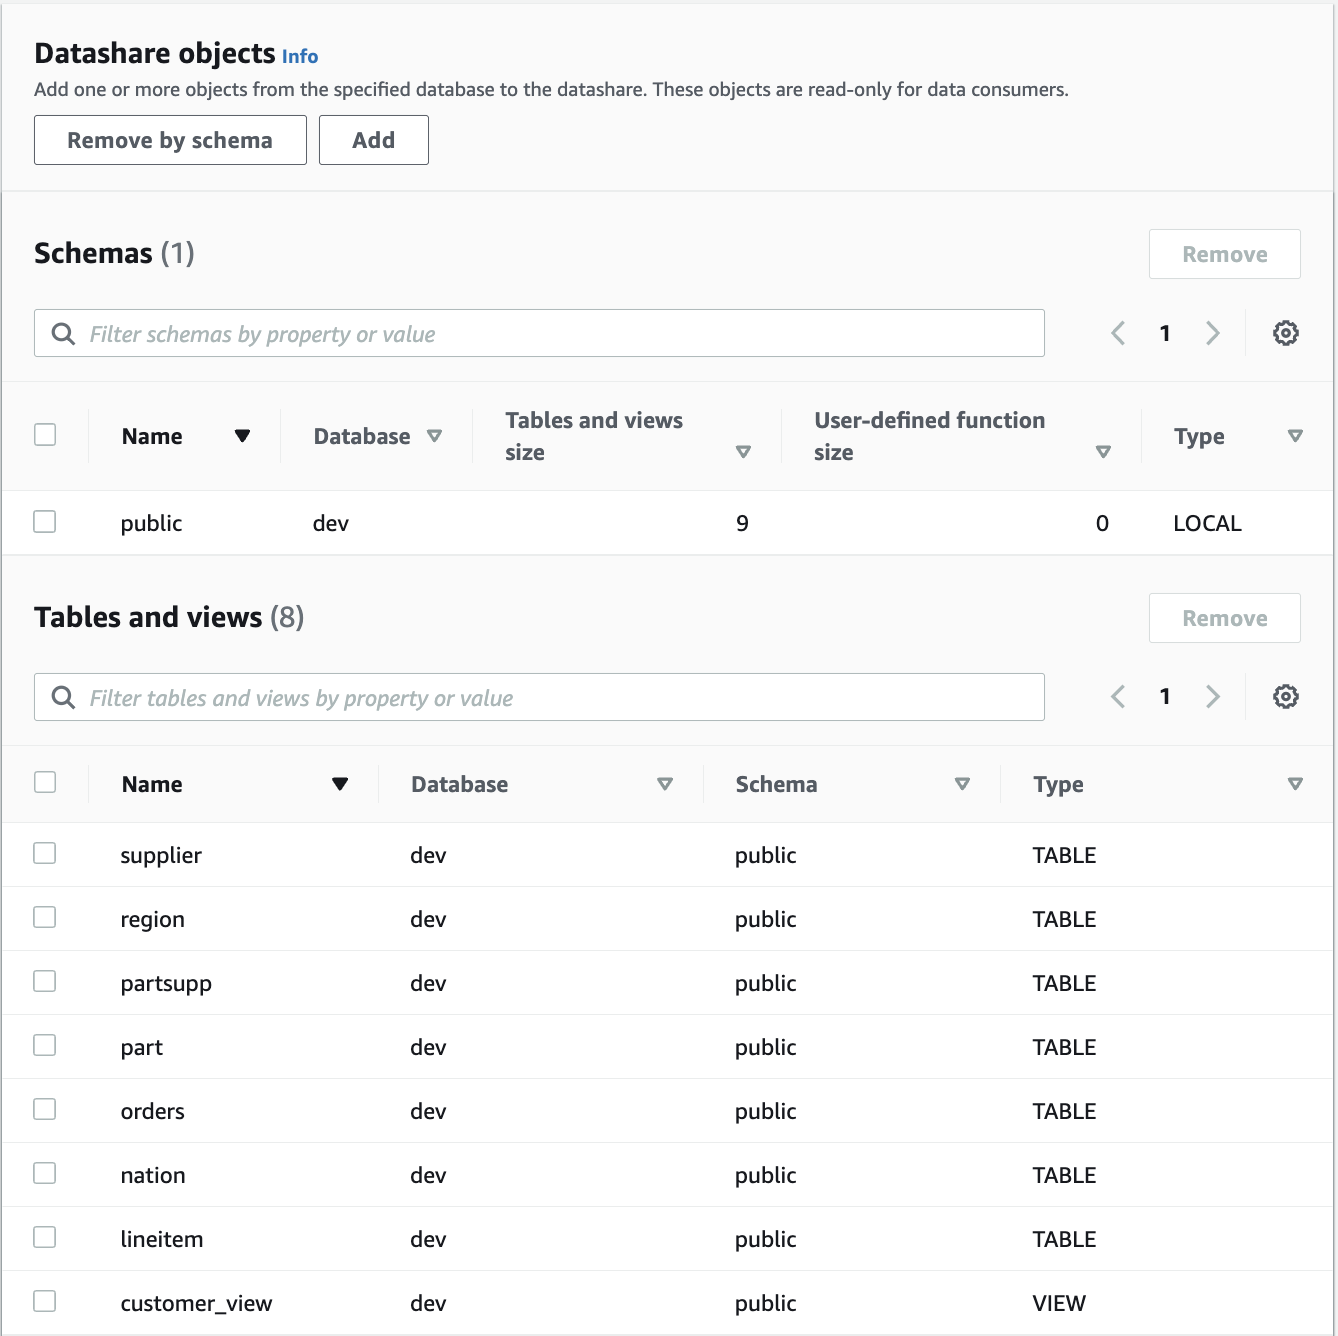 Datashare objects Info
Add one or more objects from the specified database to the datashare. These objects are read-only for data consumers.
Remove by schema Add
Schemas (1) Remove
Filter schemas by property or value 1
Name Database Tables and views size User-defined function size Type
public dev 9 0 LOCAL
Tables and views (8) Remove
Filter tables and views by property or value 1
Name Database Schema Type
supplier dev public TABLE
region dev public TABLE
partsupp dev public TABLE
part dev public TABLE
orders dev public TABLE
nation dev public TABLE
lineitem dev public TABLE
customer_view dev public VIEW